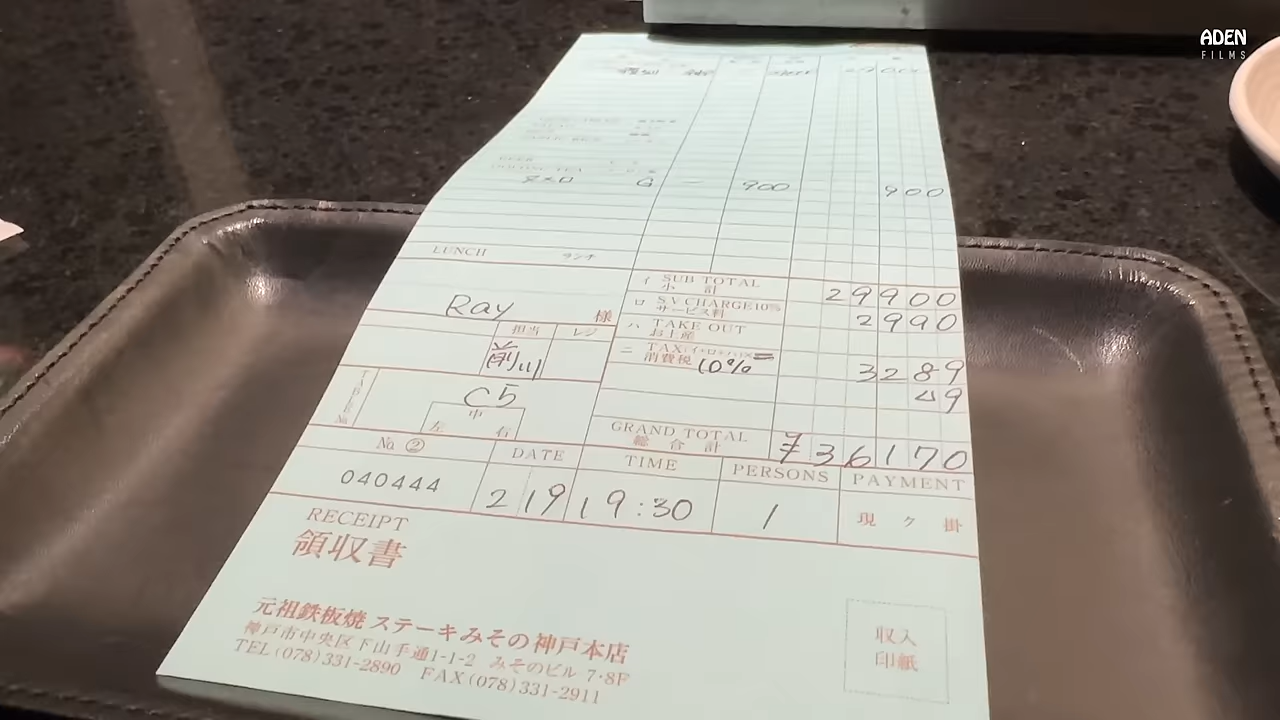 ADEN
FILMS
29000
G 900 900
LUNCH ランチ
SUB TOTAL
小計 29900
Ray 様
ロ S.V CHARGE10%
サービス料 2990
ハ TAKE OUT
お土産
担当 レジ
ニ TAX
消費税 10% 3289
前川
49
C5
中
左 右
GRAND TOTAL
総合計 ¥36170
No ② DATE TIME PERSONS PAYMENT
040444 2 19 19:30 1 現 ク 掛
RECEIPT
領収書
元祖鉄板焼 ステーキみその 神戸本店
神戸市中央区下山手通1-1-2 みそのビル 7・8F
TEL(078)331-2890 FAX(078)331-2911
収入
印紙